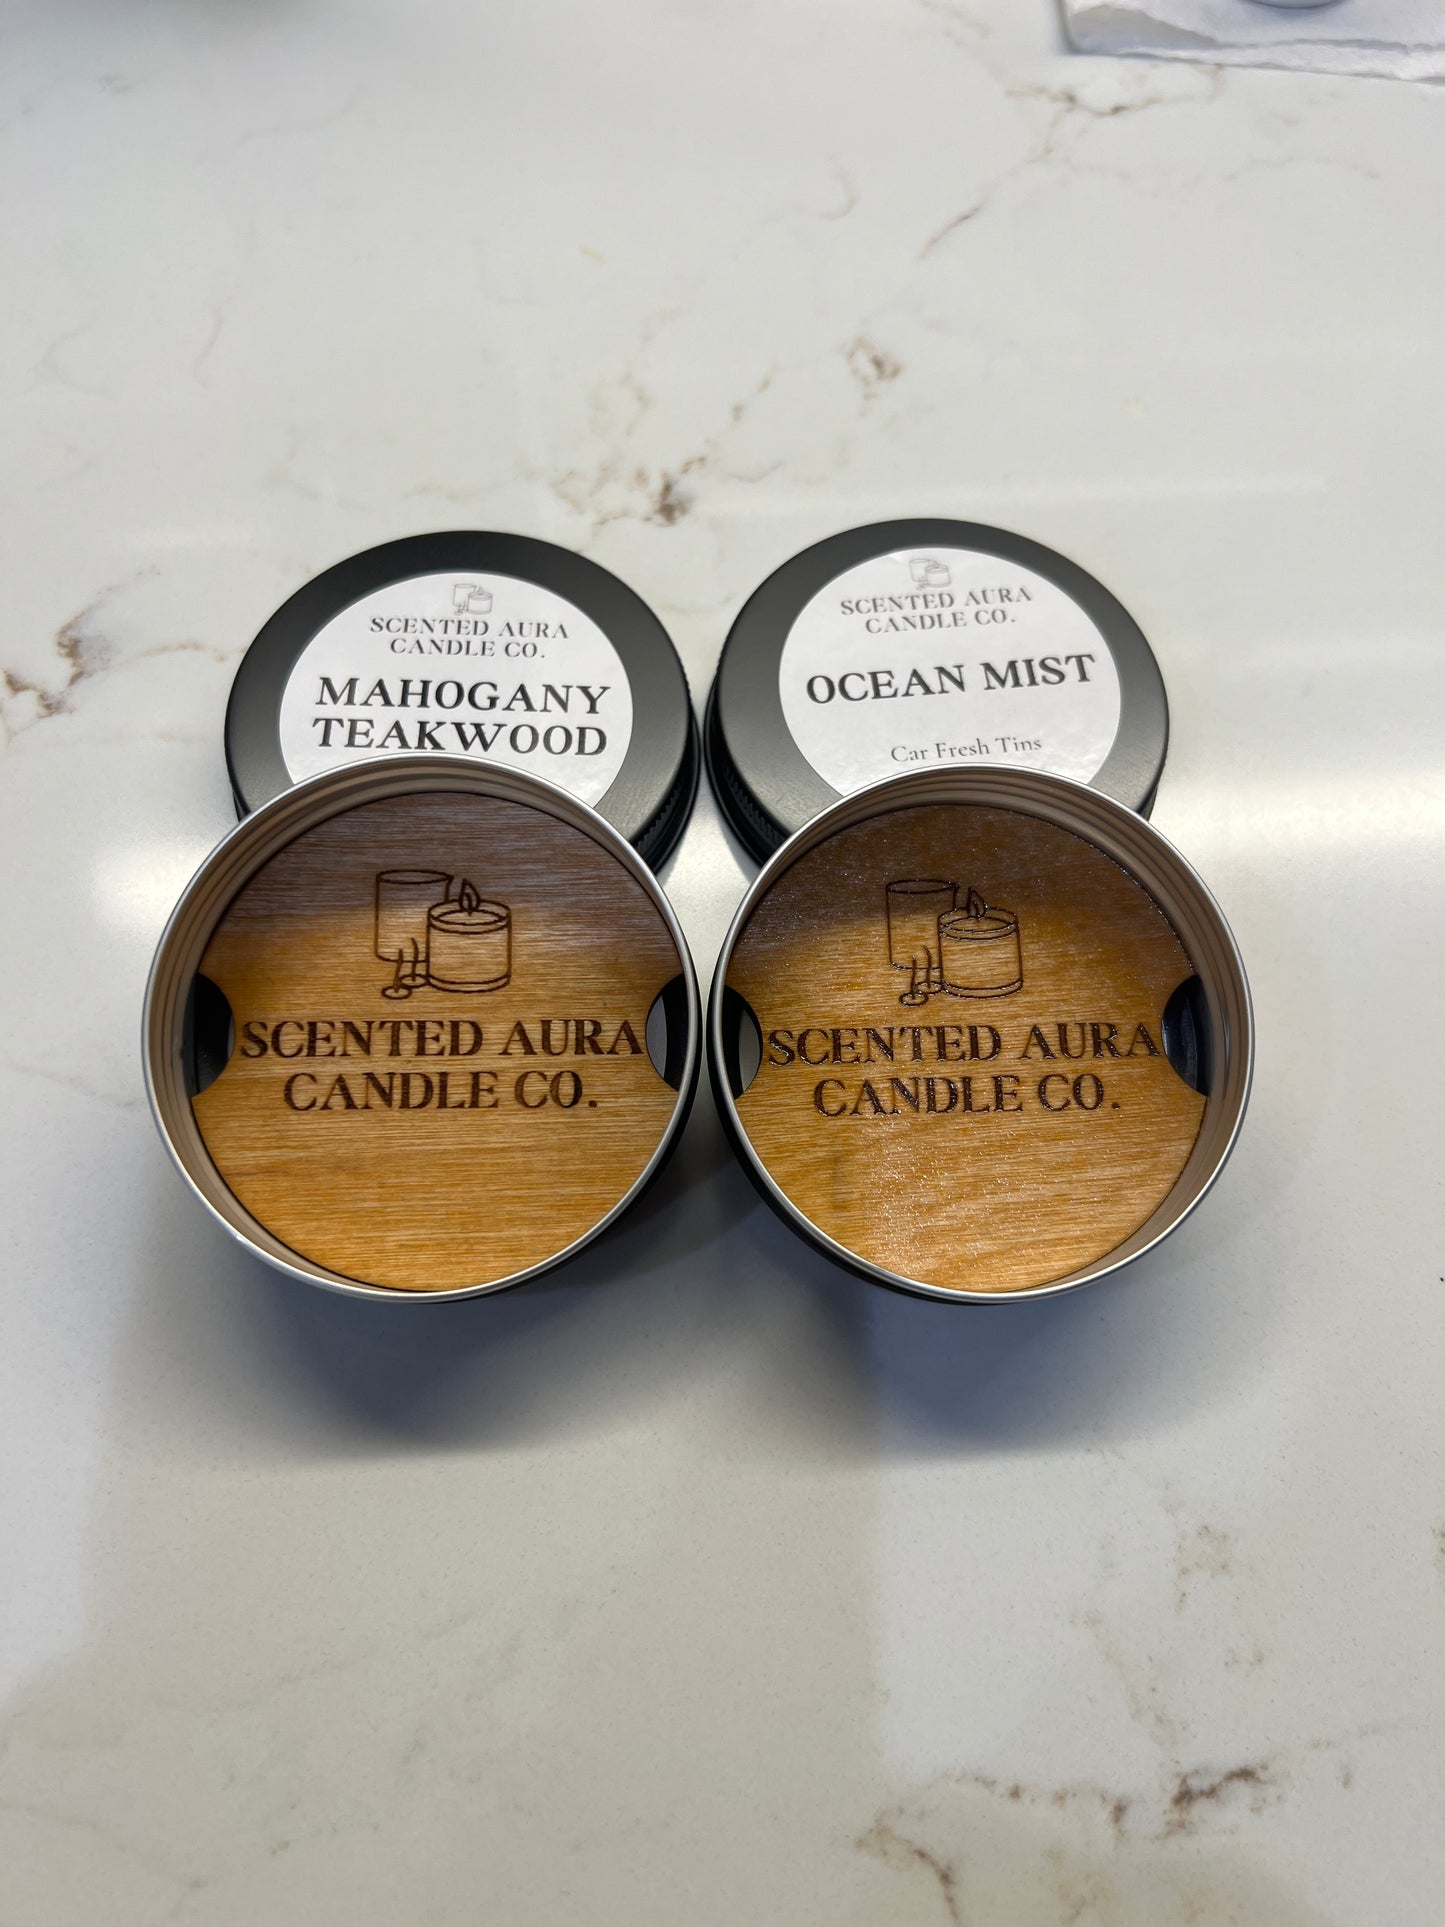 SCENTED AURA
CANDLE CO.
MAHOGANY
TEAKWOOD
SCENTED AURA
CANDLE CO.
OCEAN MIST
Car Fresh Tins
SCENTED AURA
CANDLE CO.
SCENTED AURA
CANDLE CO.